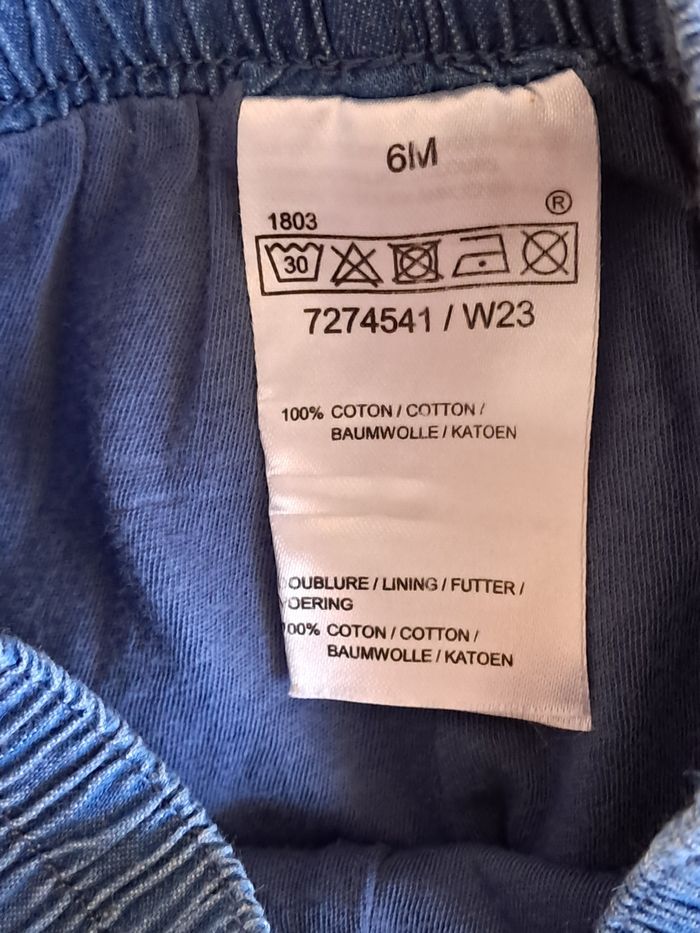 6M
®
1803
30
7274541 / W23
100% COTON / COTTON /
BAUMWOLLE / KATOEN
OUBLURE / LINING / FUTTER /
OERING
00% COTON / COTTON /
BAUMWOLLE / KATOEN